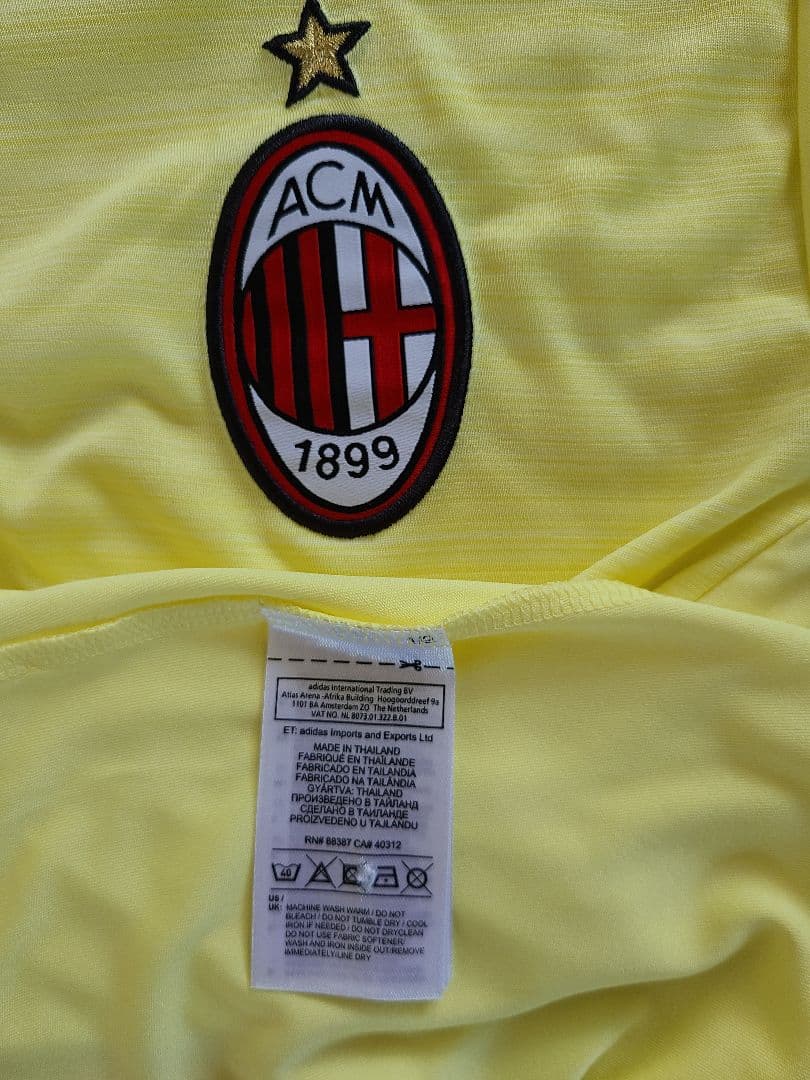 ACM
1899
adidas International Trading BV
Atlas Arena -Afrika Building Hoogoorddreef 9a
1101 BA Amsterdam ZO The Netherlands
VAT NO. NL 8073.01.322.B.01
ET: adidas Imports and Exports Ltd
MADE IN THAILAND
FABRIQUÉ EN THAÏLANDE
FABRICADO EN TAILANDIA
FABRICADO NA TAILÂNDIA
GYÁRTVA: THAILAND
ПРОИЗВЕДЕНО В ТАЙЛАНД
СДЕЛАНО В ТАИЛАНДЕ
PROIZVEDENO U TAJLANDU
RN# 88387 CA# 40312
40
US /
UK: MACHINE WASH WARM / DO NOT
BLEACH / DO NOT TUMBLE DRY / COOL
IRON IF NEEDED / DO NOT DRYCLEAN
DO NOT USE FABRIC SOFTENER/
WASH AND IRON INSIDE OUT/REMOVE
IMMEDIATELY/LINE DRY